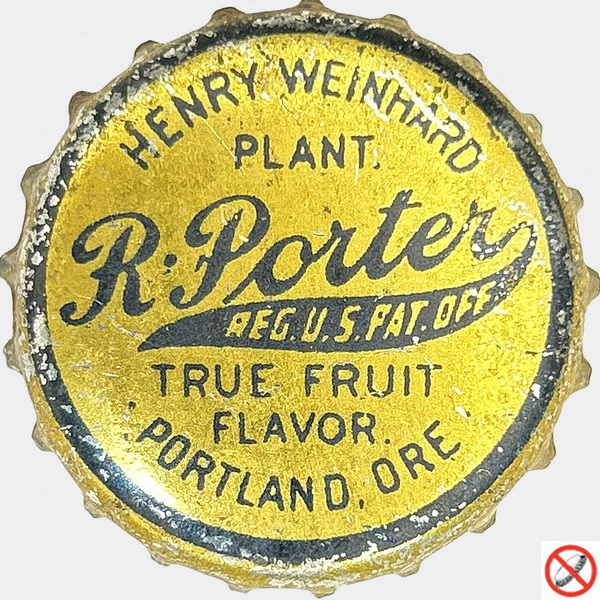 HENRY WEINHARD
PLANT.
R·Porter
REG.U.S.PAT.OFF.
TRUE FRUIT
FLAVOR.
PORTLAND, ORE